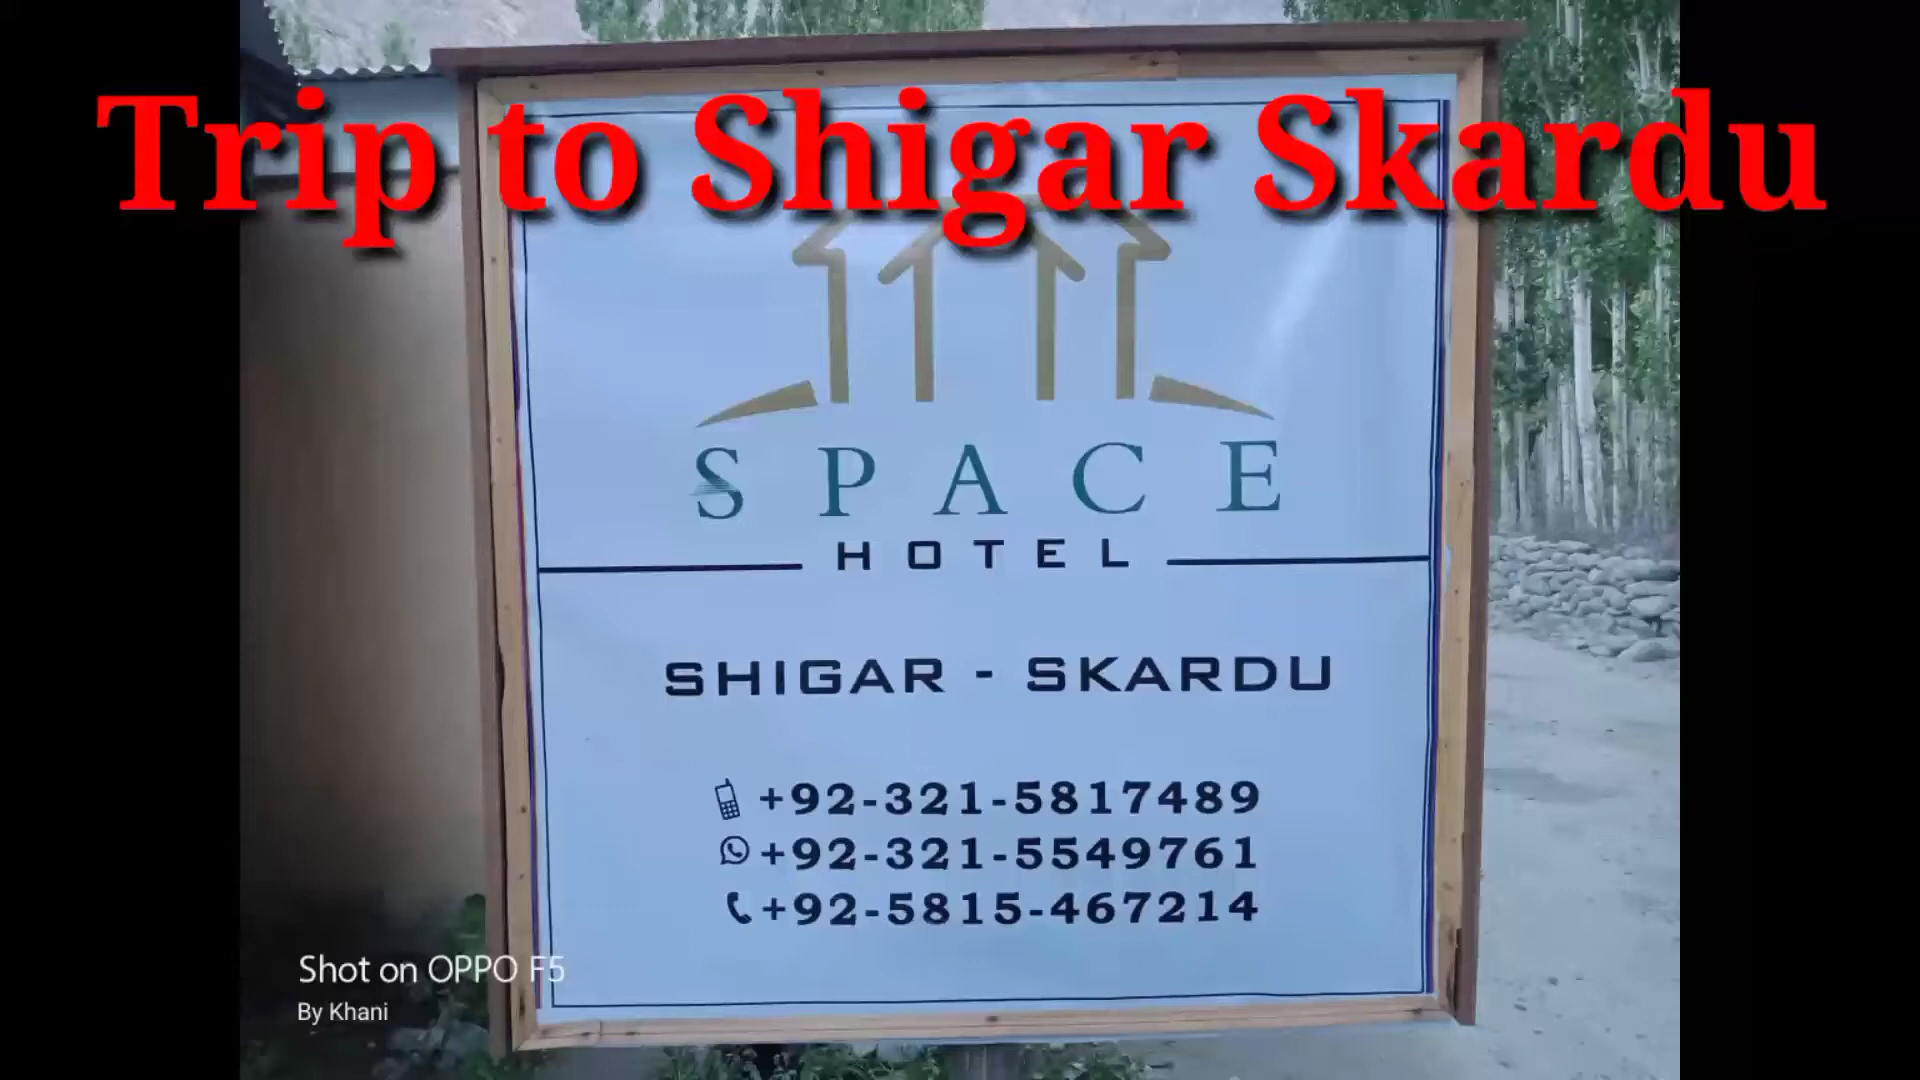 Trip to Shigar Skardu
SPACE
HOTEL
SHIGAR - SKARDU
+92-321-5817489
+92-321-5549761
+92-5815-467214
Shot on OPPO F5
By Khani